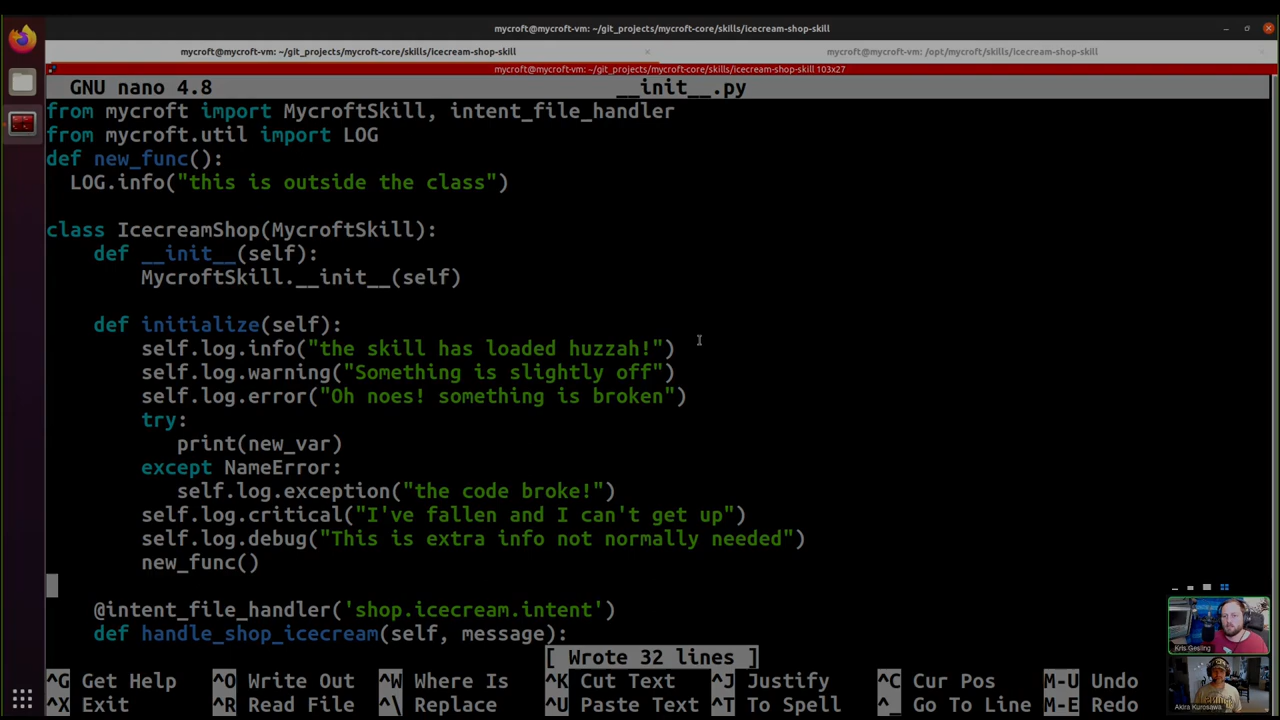 mycroft@mycroft-vm: ~/git_projects/mycroft-core/skills/icecream-shop-skill
mycroft@mycroft-vm: ~/git_projects/mycroft-core/skills/icecream-shop-skill
mycroft@mycroft-vm: /opt/mycroft/skills/icecream-shop-skill
mycroft@mycroft-vm: ~/git_projects/mycroft-core/skills/icecream-shop-skill 103x27
GNU nano 4.8 __init__.py
from mycroft import MycroftSkill, intent_file_handler
from mycroft.util import LOG
def new_func():
  LOG.info("this is outside the class")
class IcecreamShop(MycroftSkill):
    def __init__(self):
        MycroftSkill.__init__(self)
    def initialize(self):
        self.log.info("the skill has loaded huzzah!")
        self.log.warning("Something is slightly off")
        self.log.error("Oh noes! something is broken")
        try:
           print(new_var)
        except NameError:
           self.log.exception("the code broke!")
        self.log.critical("I've fallen and I can't get up")
        self.log.debug("This is extra info not normally needed")
        new_func()
    @intent_file_handler('shop.icecream.intent')
    def handle_shop_icecream(self, message):
[ Wrote 32 lines ]
^G Get Help ^O Write Out ^W Where Is ^K Cut Text ^J Justify ^C Cur Pos M-U Undo
^X Exit ^R Read File ^\ Replace ^U Paste Text ^T To Spell ^_ Go To Line M-E Redo
Kris Gesling
Akira Kurosawa